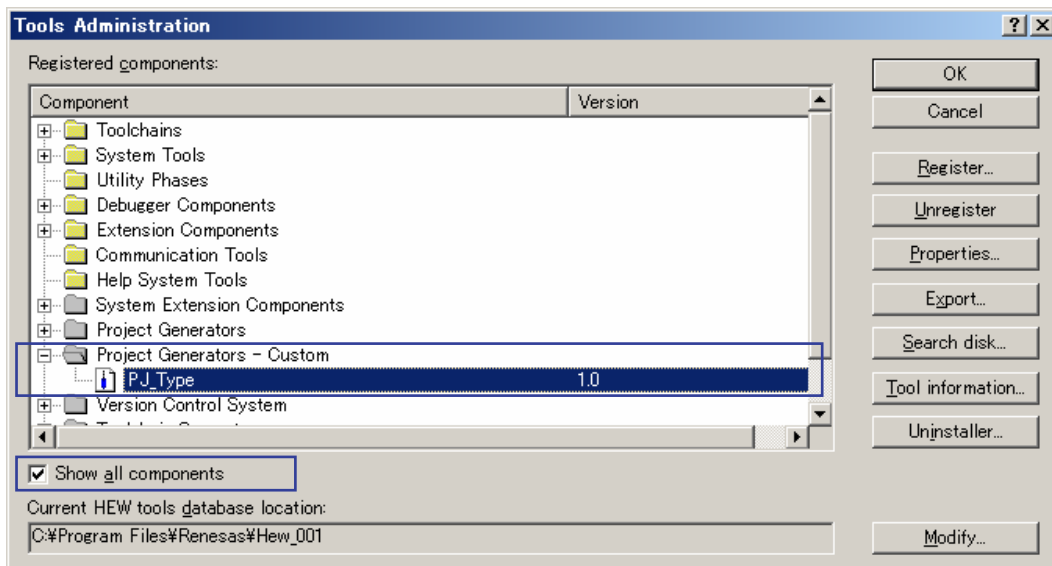 Tools Administration
Registered components:
Component Version
Toolchains
System Tools
Utility Phases
Debugger Components
Extension Components
Communication Tools
Help System Tools
System Extension Components
Project Generators
Project Generators - Custom
PJ_Type 1.0
Version Control System
Show all components
Current HEW tools database location:
C:¥Program Files¥Renesas¥Hew_001
OK
Cancel
Register...
Unregister
Properties...
Export...
Search disk...
Tool information...
Uninstaller...
Modify...